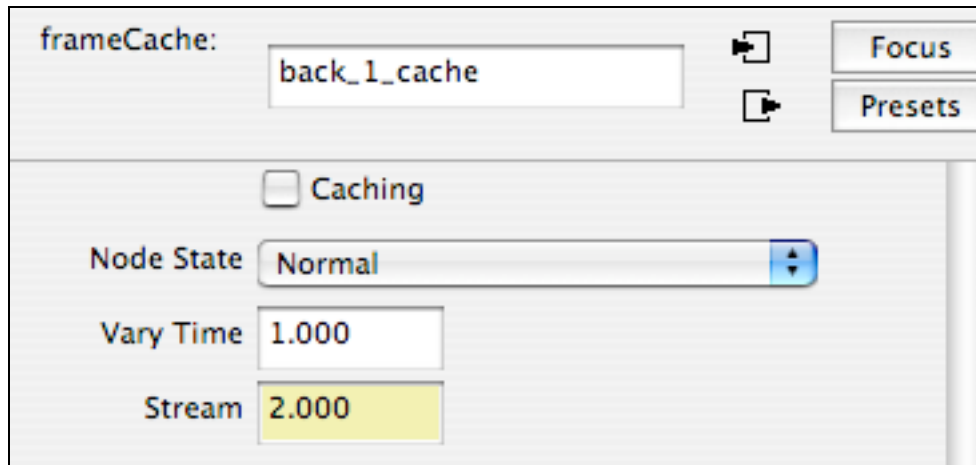 frameCache:
back_1_cache
Focus
Presets
Caching
Node State Normal
Vary Time 1.000
Stream 2.000